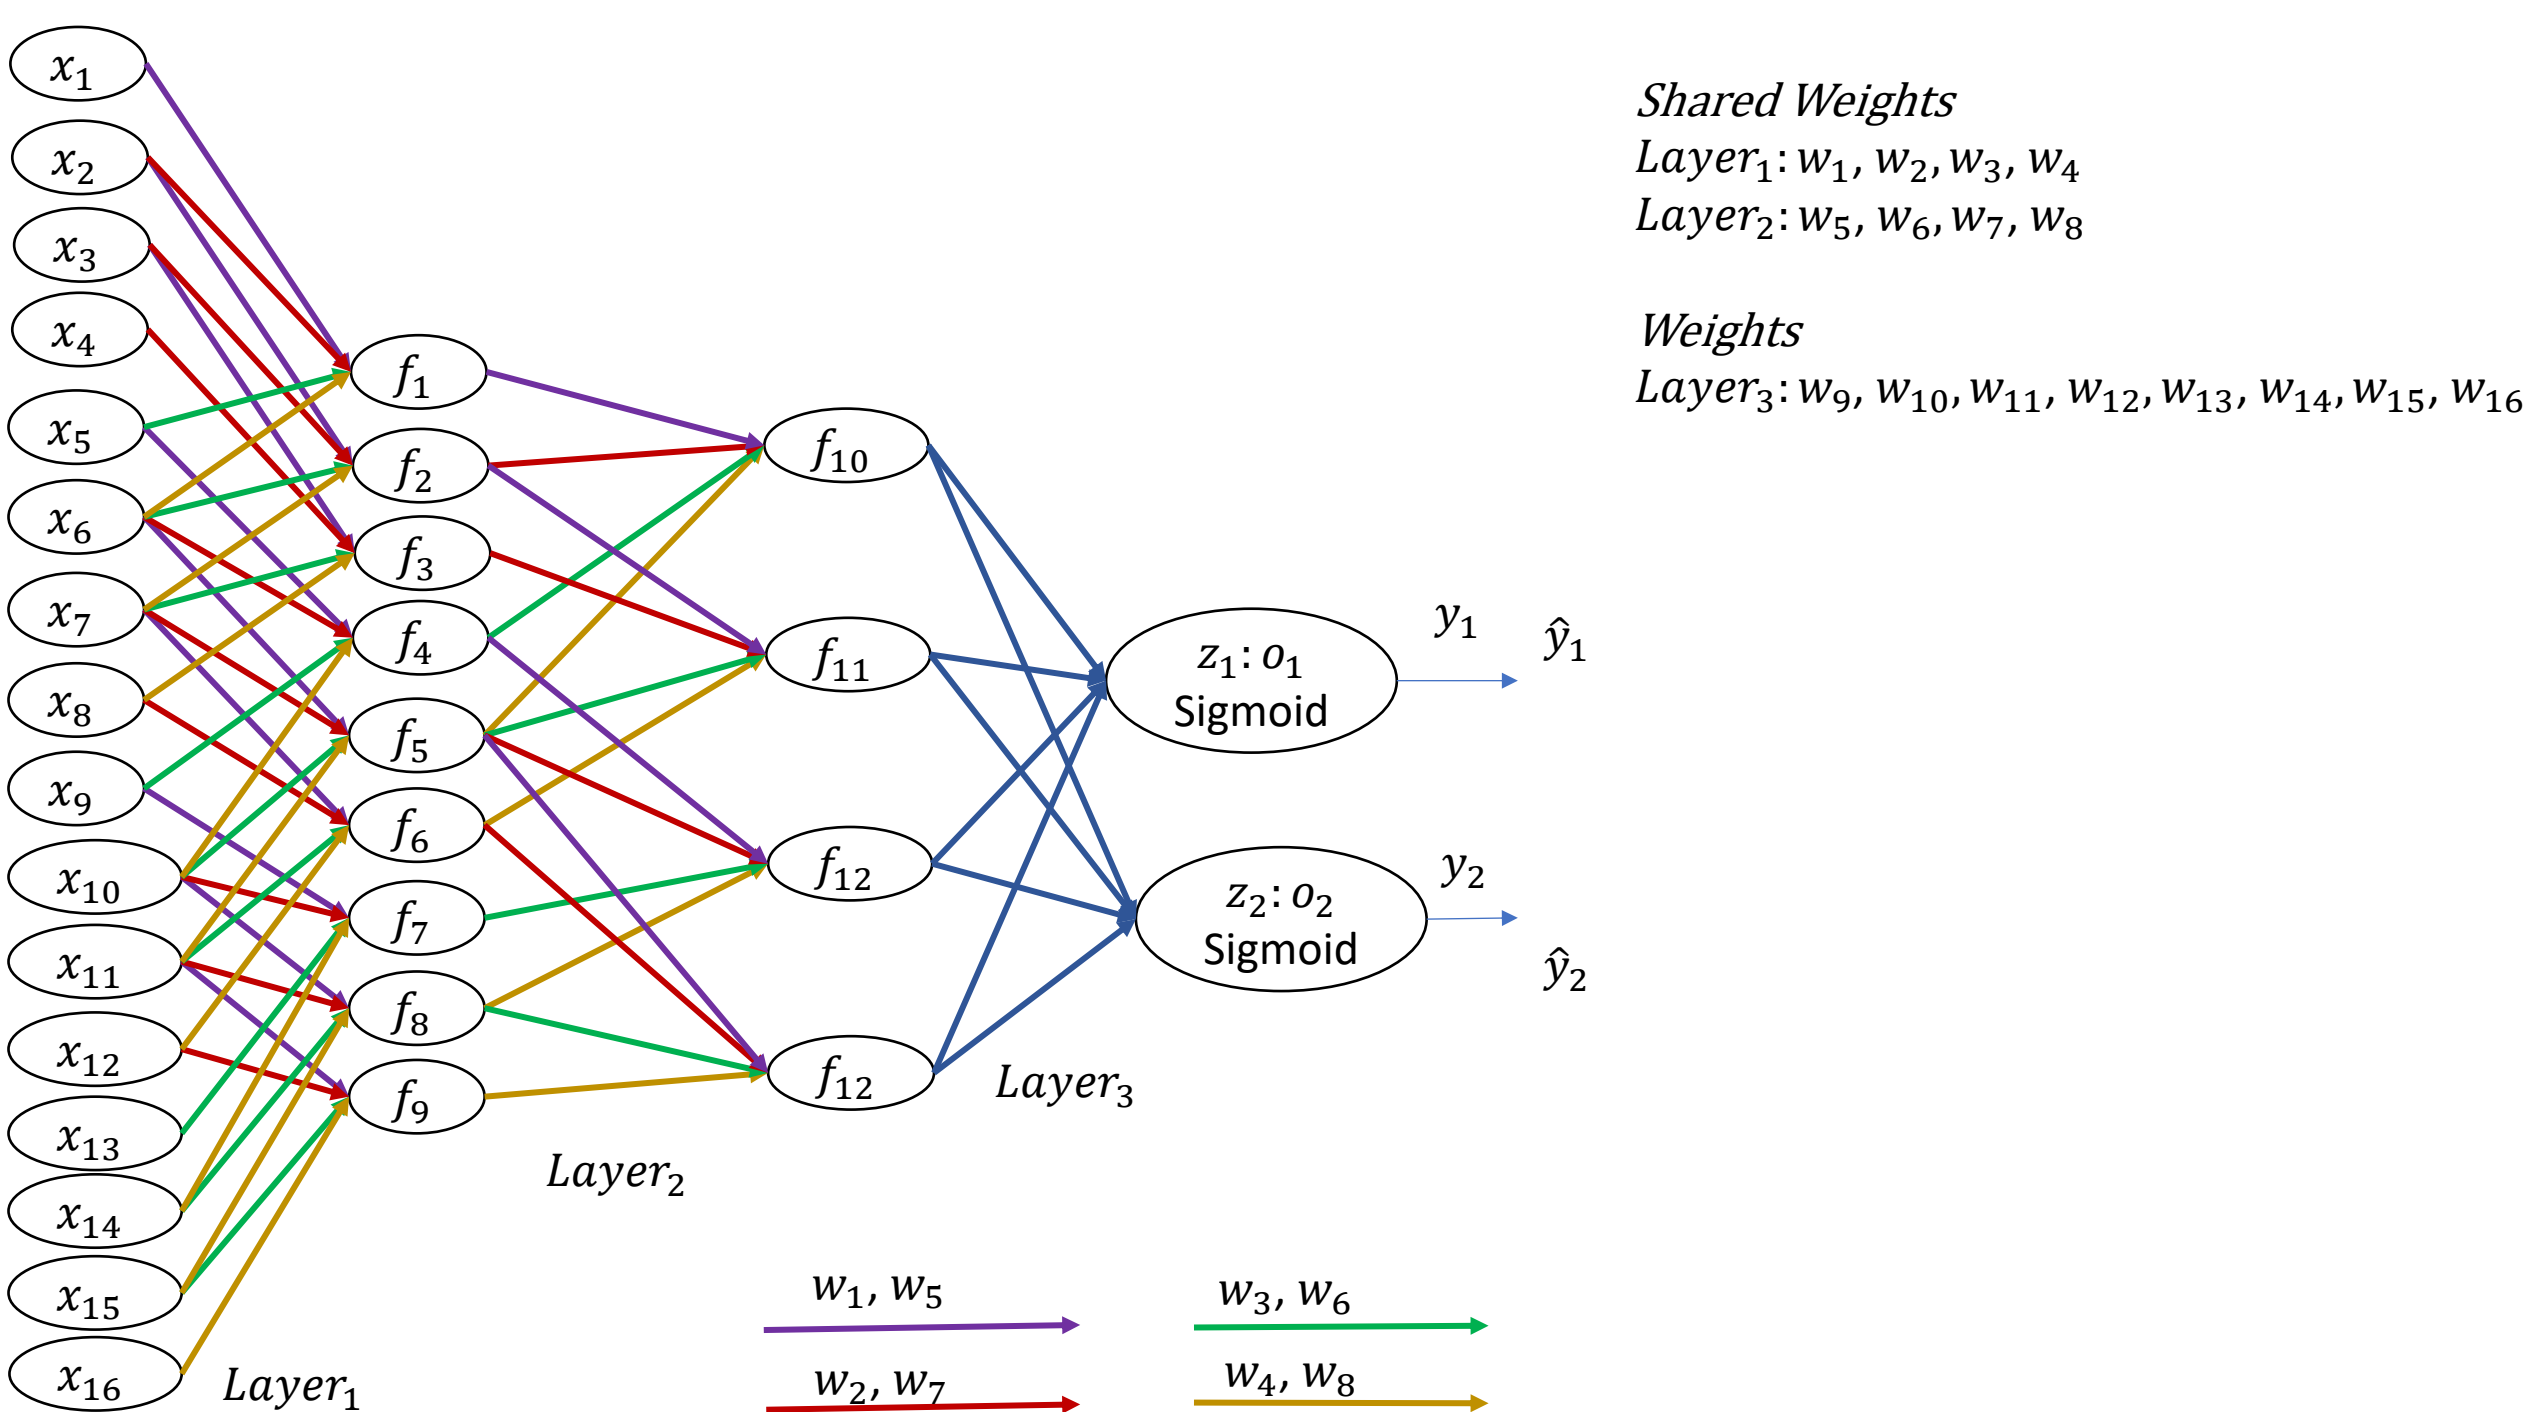 x₁
x₂
x₃
x₄
x₅
x₆
x₇
x₈
x₉
x₁₀
x₁₁
x₁₂
x₁₃
x₁₄
x₁₅
x₁₆
Layer₁
f₁
f₂
f₃
f₄
f₅
f₆
f₇
f₈
f₉
Layer₂
f₁₀
f₁₁
f₁₂
f₁₂
Layer₃
z₁: o₁
Sigmoid
z₂: o₂
Sigmoid
y₁
ŷ₁
y₂
ŷ₂
Shared Weights
Layer₁: w₁, w₂, w₃, w₄
Layer₂: w₅, w₆, w₇, w₈
Weights
Layer₃: w₉, w₁₀, w₁₁, w₁₂, w₁₃, w₁₄, w₁₅, w₁₆
w₁, w₅
w₃, w₆
w₂, w₇
w₄, w₈